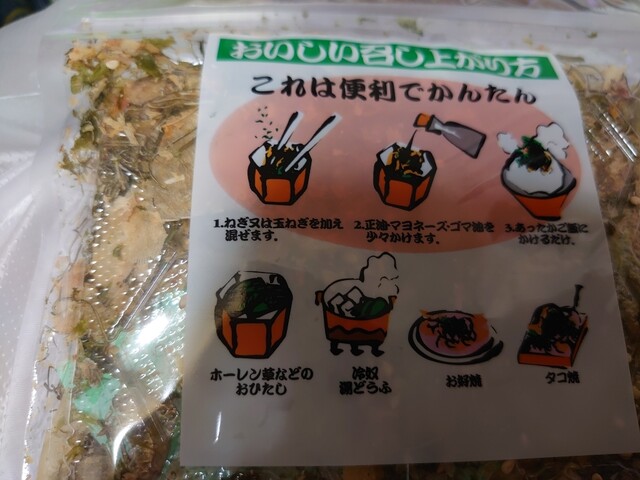 おいしい召し上がり方
これは便利でかんたん
1.ねぎ又は玉ねぎを加え
混ぜます。
2.正油・マヨネーズ・ゴマ油を
少々かけます。
3.あったかご飯に
かけるだけ。
ホーレン草などの
おひたし
冷奴
湯どうふ
お好焼
タコ焼